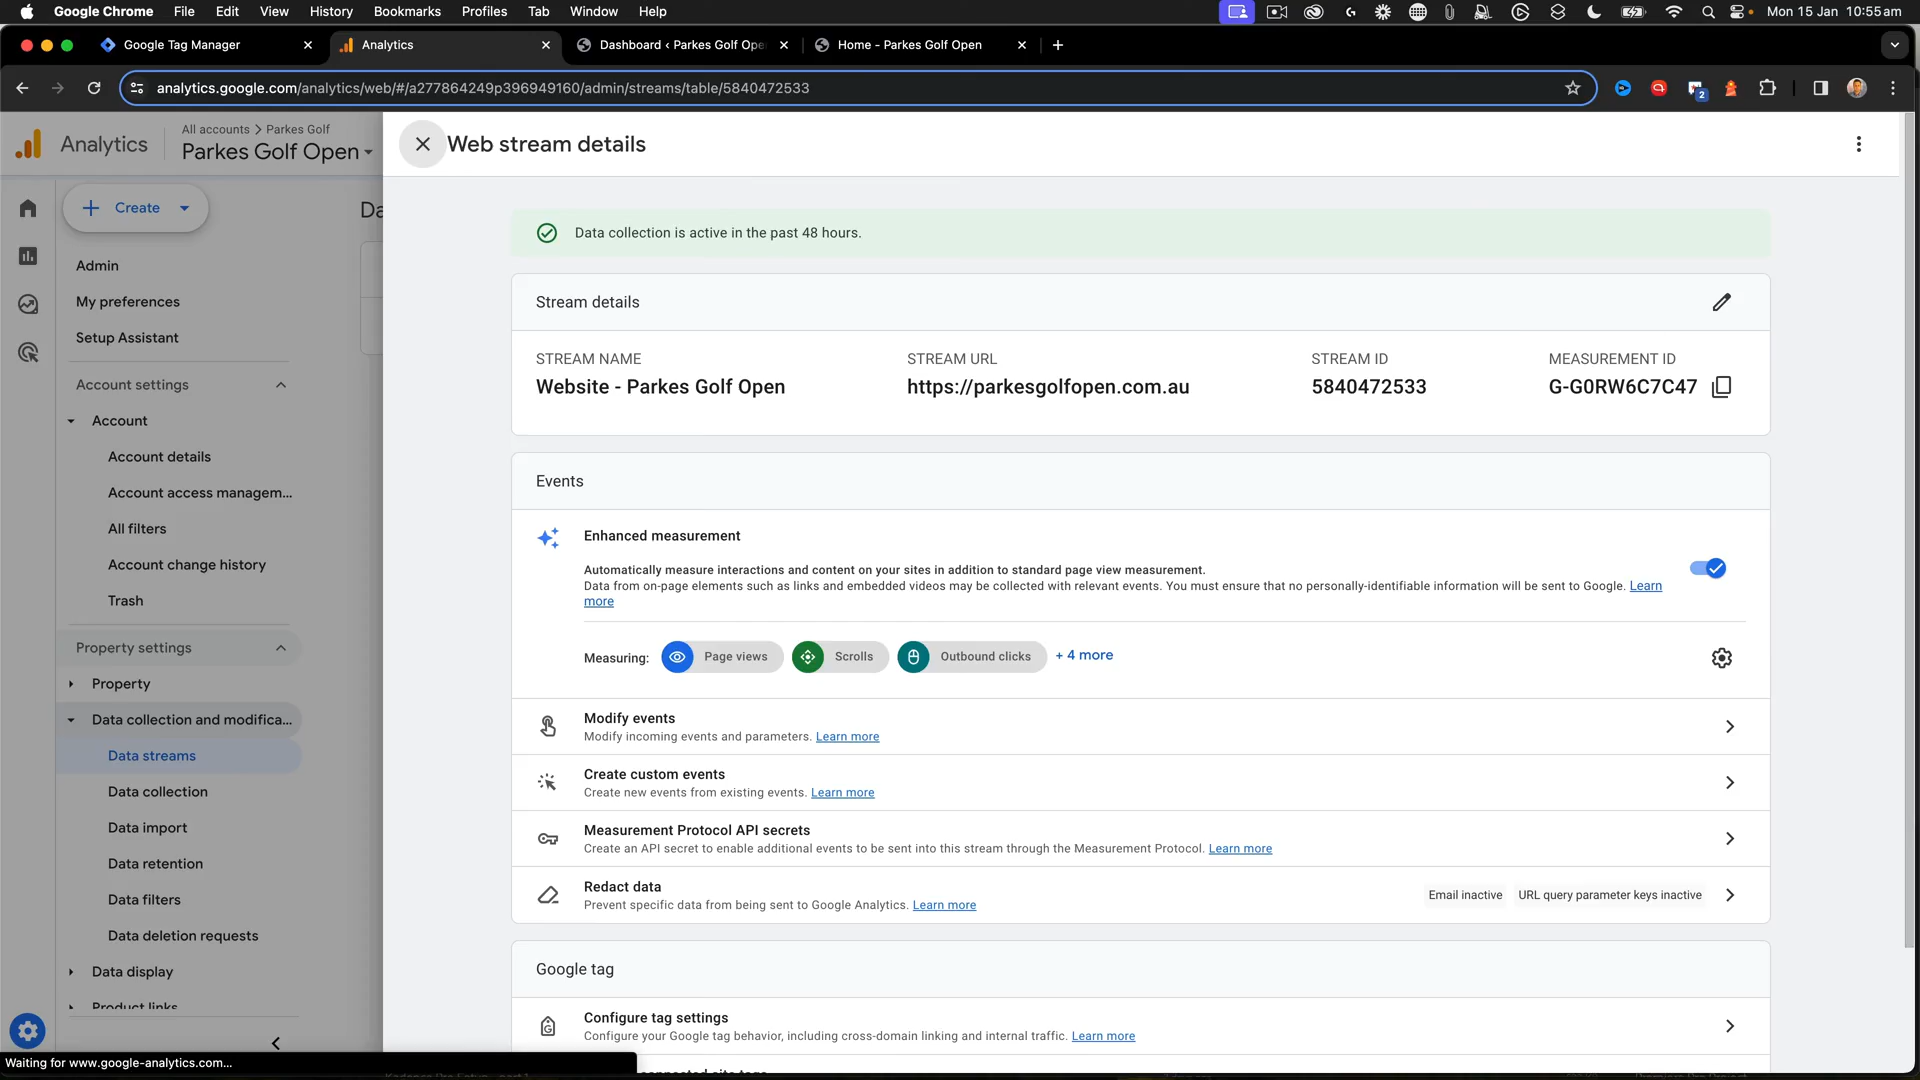 Google Chrome File Edit View History Bookmarks Profiles Tab Window Help
2
Mon 15 Jan 10:55 am
Google Tag Manager
Analytics
Dashboard ‹ Parkes Golf Ope
Home - Parkes Golf Open
analytics.google.com/analytics/web/#/a277864249p396949160/admin/streams/table/5840472533
Analytics
All accounts > Parkes Golf
Parkes Golf Open
Web stream details
Create
Da
Admin
My preferences
Setup Assistant
Account settings
Account
Account details
Account access managem...
All filters
Account change history
Trash
Property settings
Property
Data collection and modifica...
Data streams
Data collection
Data import
Data retention
Data filters
Data deletion requests
Data display
Product links
Data collection is active in the past 48 hours.
Stream details
STREAM NAME
Website - Parkes Golf Open
STREAM URL
https://parkesgolfopen.com.au
STREAM ID
5840472533
MEASUREMENT ID
G-G0RW6C7C47
Events
Enhanced measurement
Automatically measure interactions and content on your sites in addition to standard page view measurement.
Data from on-page elements such as links and embedded videos may be collected with relevant events. You must ensure that no personally-identifiable information will be sent to Google. Learn
more
Measuring: Page views Scrolls Outbound clicks + 4 more
Modify events
Modify incoming events and parameters. Learn more
Create custom events
Create new events from existing events. Learn more
Measurement Protocol API secrets
Create an API secret to enable additional events to be sent into this stream through the Measurement Protocol. Learn more
Redact data
Prevent specific data from being sent to Google Analytics. Learn more
Email inactive URL query parameter keys inactive
Google tag
Configure tag settings
Configure your Google tag behavior, including cross-domain linking and internal traffic. Learn more
Waiting for www.google-analytics.com...